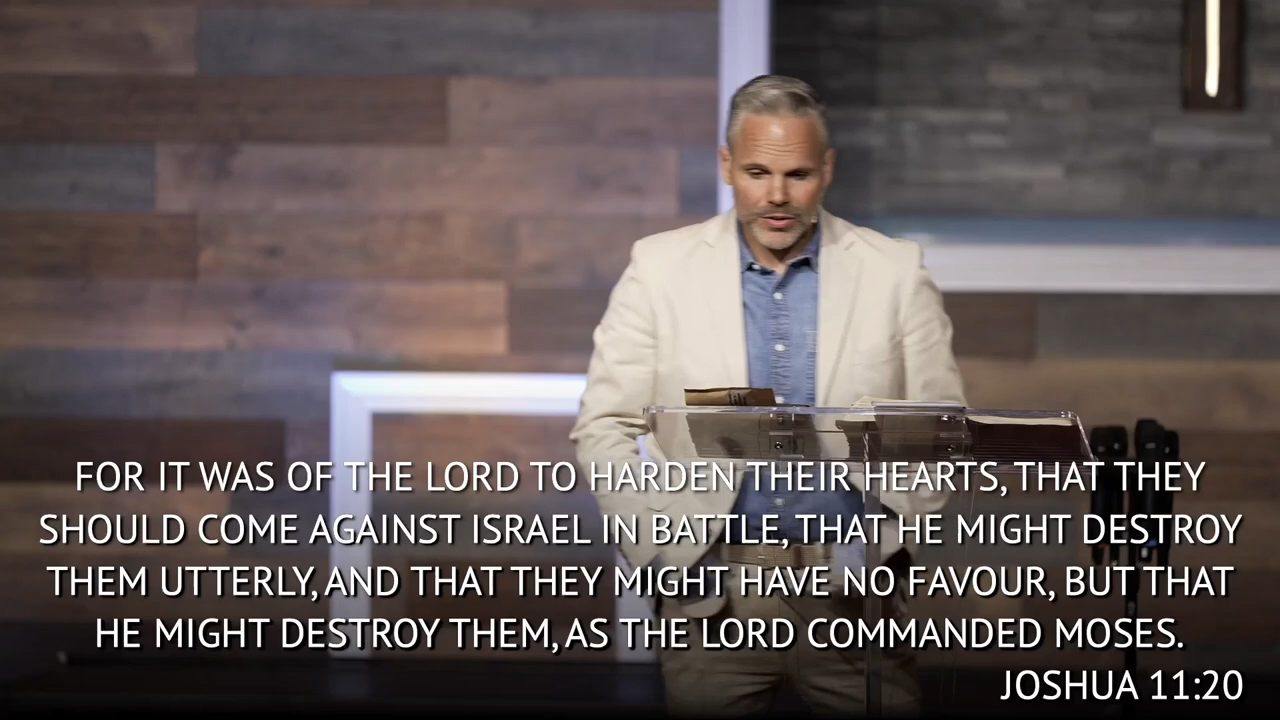 FOR IT WAS OF THE LORD TO HARDEN THEIR HEARTS, THAT THEY
SHOULD COME AGAINST ISRAEL IN BATTLE, THAT HE MIGHT DESTROY
THEM UTTERLY, AND THAT THEY MIGHT HAVE NO FAVOUR, BUT THAT
HE MIGHT DESTROY THEM, AS THE LORD COMMANDED MOSES.
JOSHUA 11:20